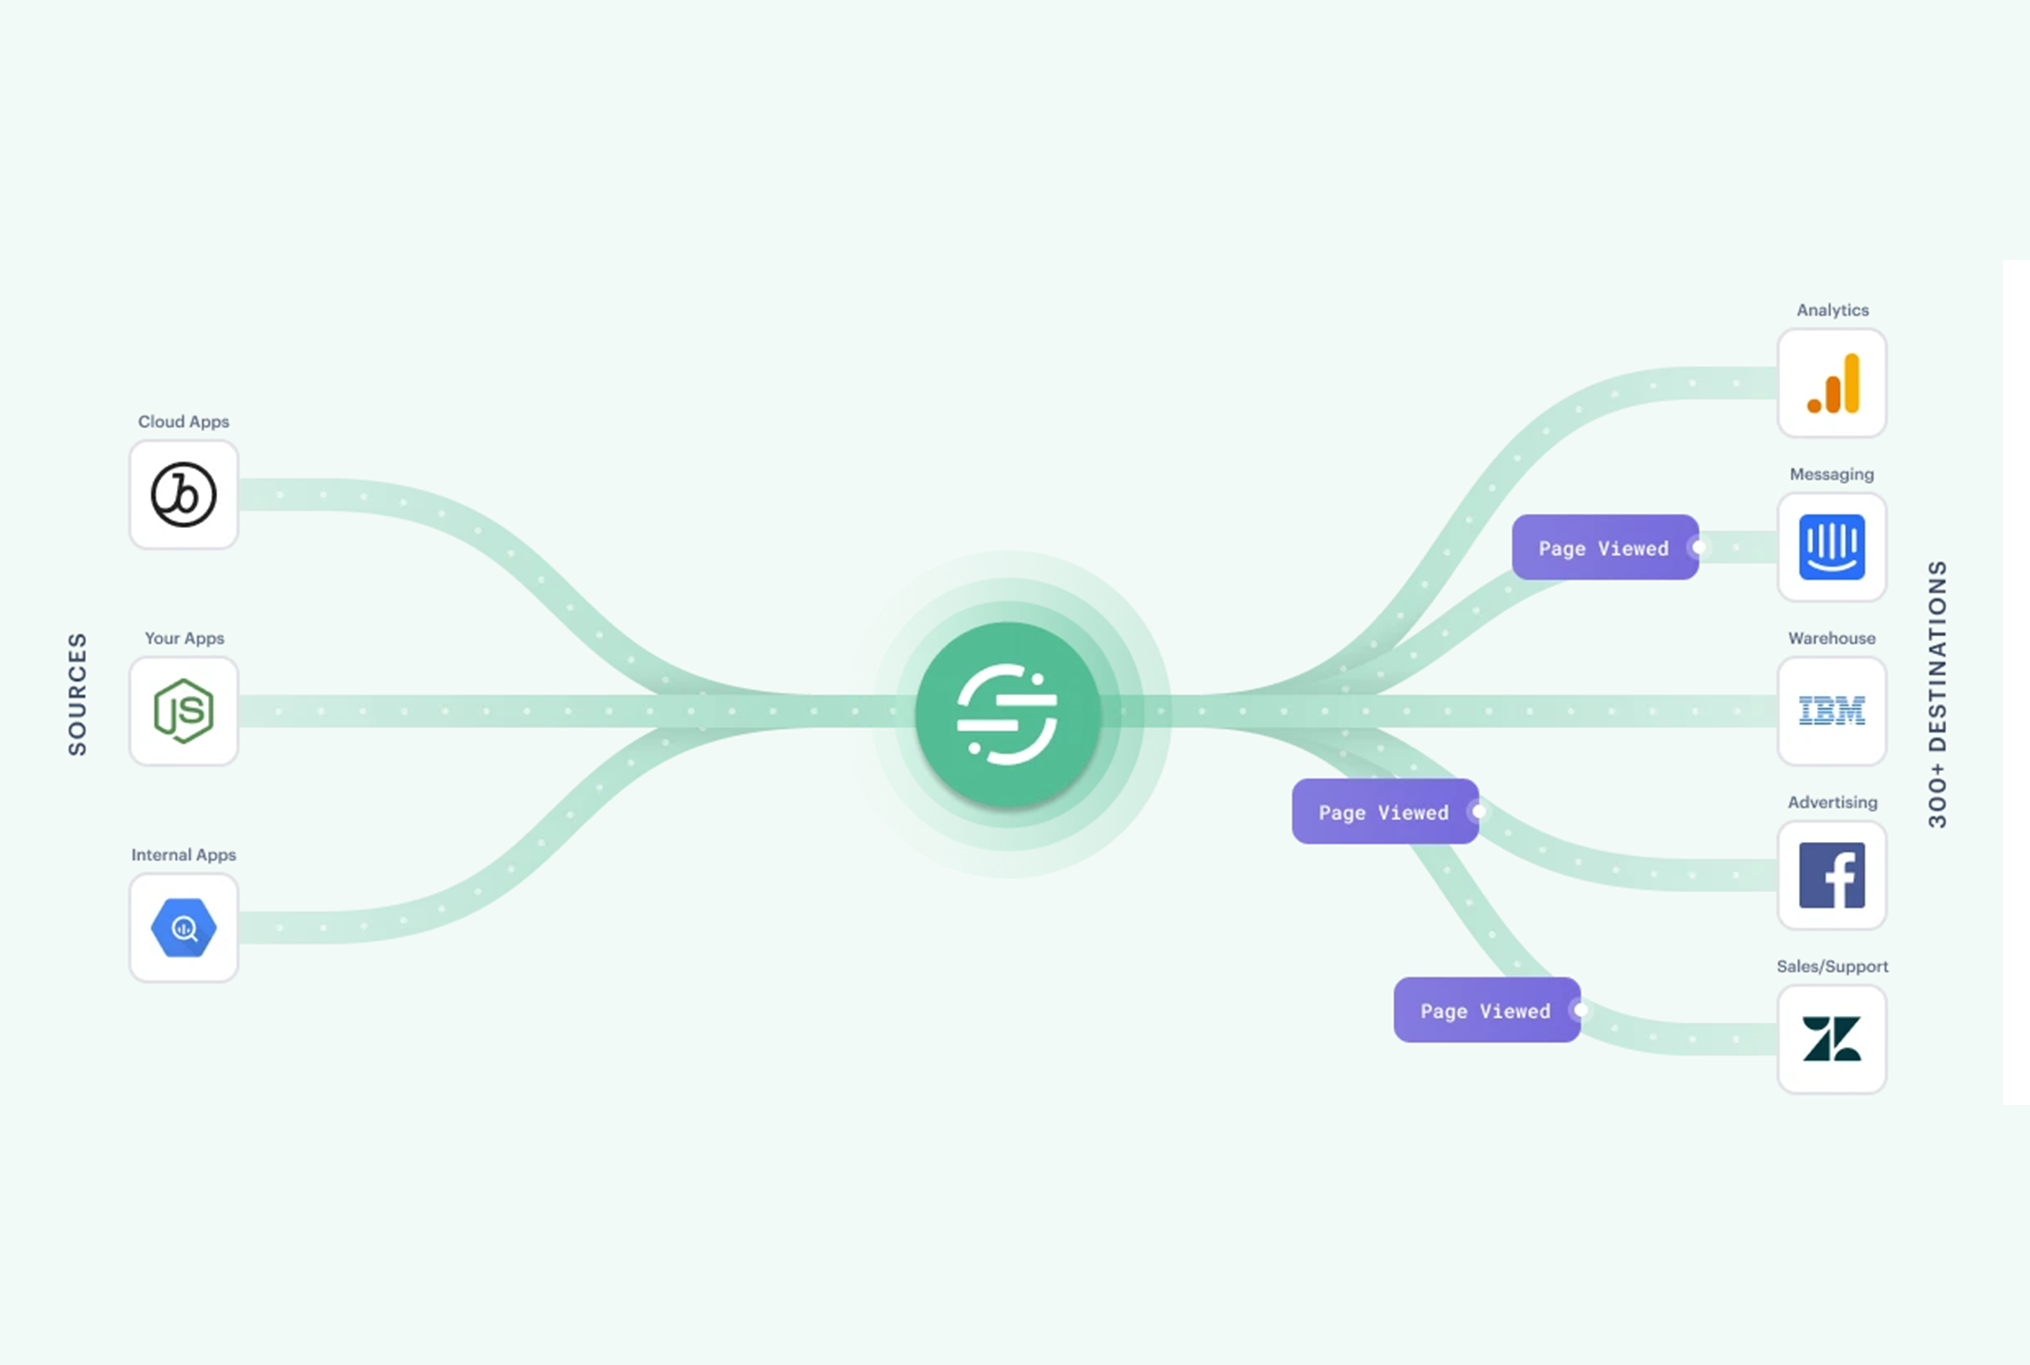 SOURCES
Cloud Apps
Your Apps
JS
Internal Apps
Page Viewed
Page Viewed
Page Viewed
Analytics
Messaging
Warehouse
IBM
Advertising
f
Sales/Support
300+ DESTINATIONS